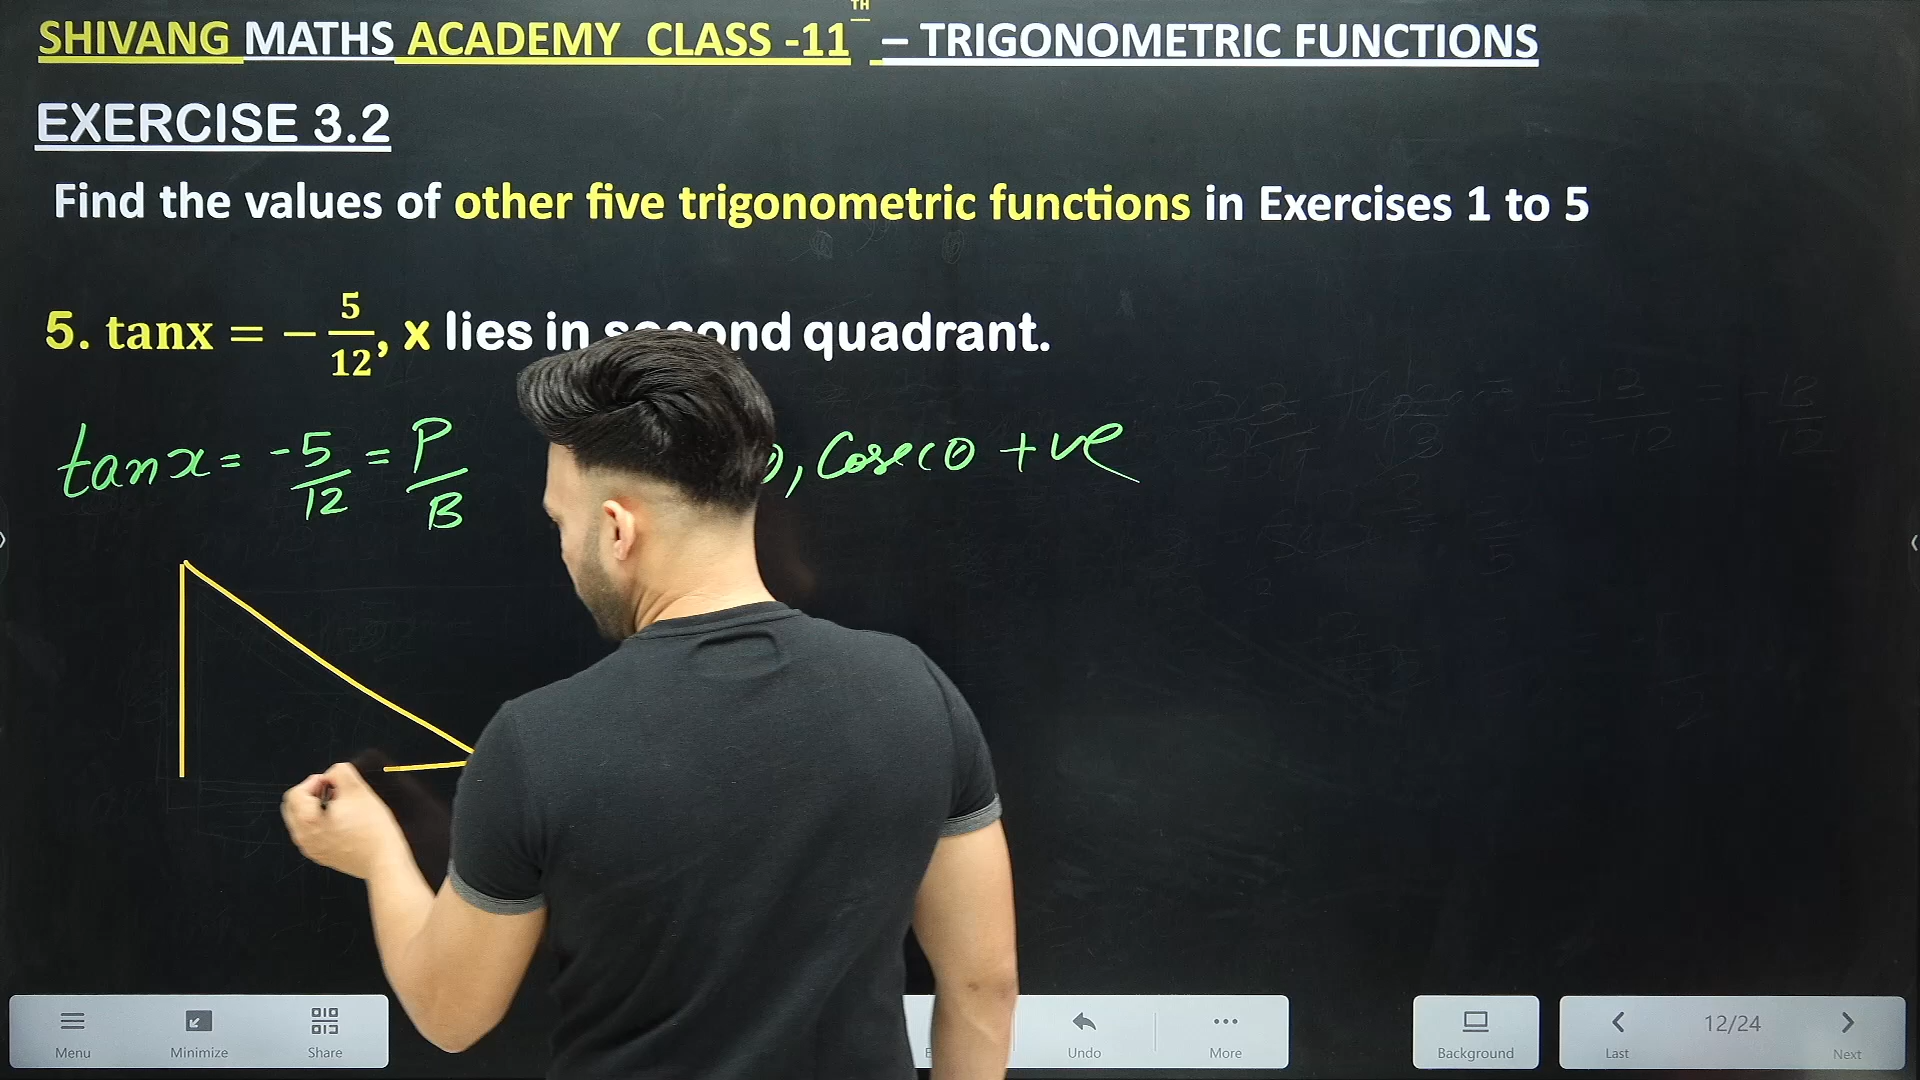 SHIVANG MATHS ACADEMY CLASS -11TH – TRIGONOMETRIC FUNCTIONS
EXERCISE 3.2
Find the values of other five trigonometric functions in Exercises 1 to 5
5. tanx = − 5/12, x lies in second quadrant.
tanx = -5/12 = P/B , Cosecθ +ve
Menu Minimize Share Undo More Background Last 12/24 Next